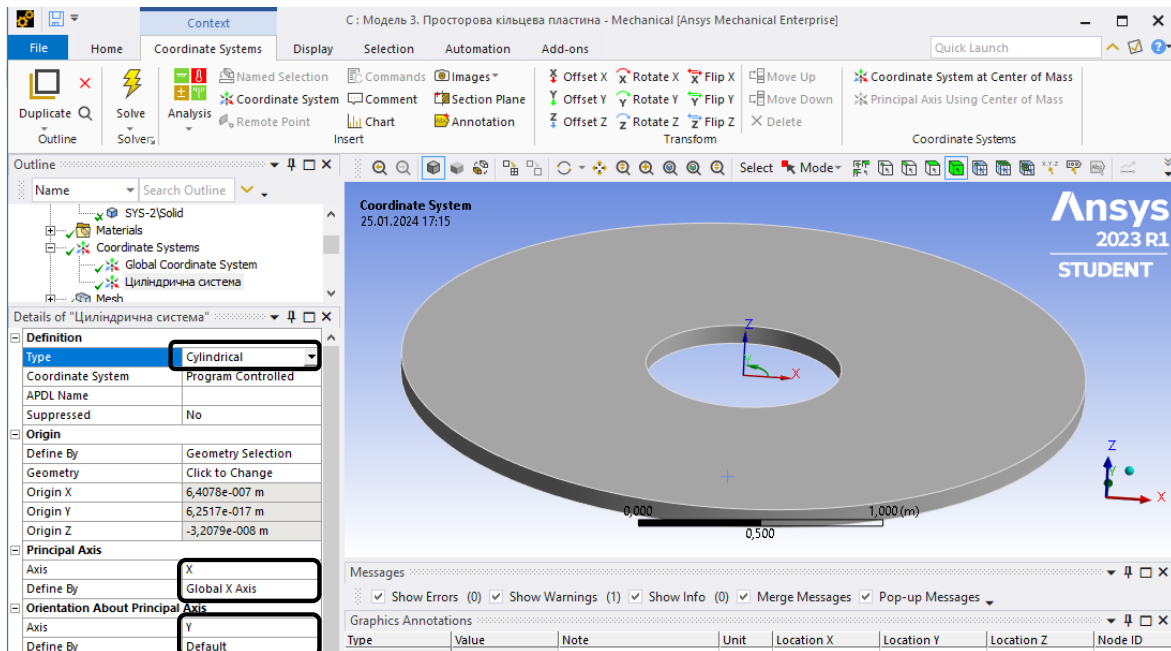 Context
C : Модель 3. Просторова кільцева пластина - Mechanical [Ansys Mechanical Enterprise]
File Home Coordinate Systems Display Selection Automation Add-ons Quick Launch
Duplicate
Outline
Solve
Solver
Analysis
Named Selection
Coordinate System
Remote Point
Commands
Comment
Chart
Images
Section Plane
Annotation
Insert
Offset X Rotate X Flip X
Offset Y Rotate Y Flip Y
Offset Z Rotate Z Flip Z
Move Up
Move Down
Delete
Transform
Coordinate System at Center of Mass
Principal Axis Using Center of Mass
Coordinate Systems
Outline
Name Search Outline
SYS-2\Solid
Materials
Coordinate Systems
Global Coordinate System
Циліндрична система
Mesh
Select Mode
Coordinate System
25.01.2024 17:15
Ansys
2023 R1
STUDENT
Z
Y
X
Z
Y
X
0,000 1,000 (m)
0,500
Details of "Циліндрична система"
Definition
Type Cylindrical
Coordinate System Program Controlled
APDL Name
Suppressed No
Origin
Define By Geometry Selection
Geometry Click to Change
Origin X 6,4078e-007 m
Origin Y 6,2517e-017 m
Origin Z -3,2079e-008 m
Principal Axis
Axis X
Define By Global X Axis
Orientation About Principal Axis
Axis Y
Define By Default
Messages
Show Errors (0) Show Warnings (1) Show Info (0) Merge Messages Pop-up Messages
Graphics Annotations
Type Value Note Unit Location X Location Y Location Z Node ID